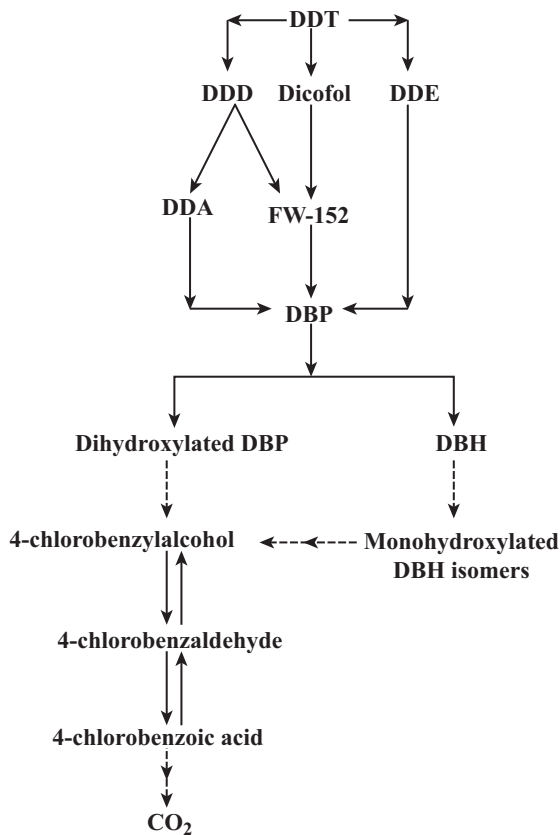 DDT
DDD
Dicofol
DDE
DDA
FW-152
DBP
Dihydroxylated DBP
DBH
4-chlorobenzylalcohol
Monohydroxylated
DBH isomers
4-chlorobenzaldehyde
4-chlorobenzoic acid
CO₂